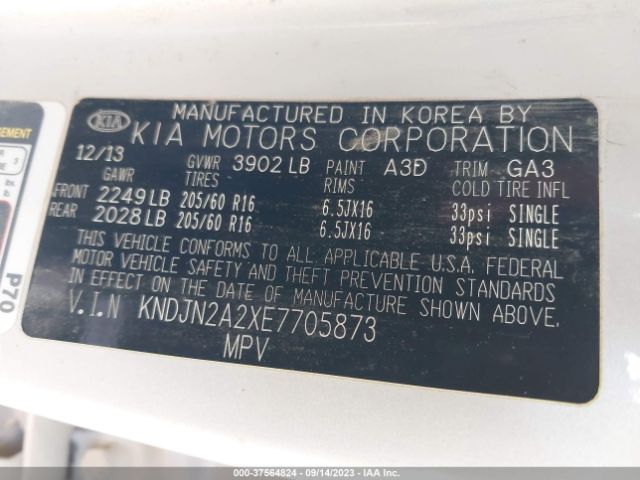 MANUFACTURED IN KOREA BY
KIA KIA MOTORS CORPORATION
12/13 GVWR 3902 LB PAINT A3D TRIM GA3
GAWR TIRES RIMS COLD TIRE INFL
FRONT 2249 LB 205/60 R16 6.5JX16 33psi SINGLE
REAR 2028 LB 205/60 R16 6.5JX16 33psi SINGLE
THIS VEHICLE CONFORMS TO ALL APPLICABLE U.S.A. FEDERAL
MOTOR VEHICLE SAFETY AND THEFT PREVENTION STANDARDS
IN EFFECT ON THE DATE OF MANUFACTURE SHOWN ABOVE.
V.I.N KNDJN2A2XE7705873
MPV
P70
000-37564824 | 09/14/2023 - IAA